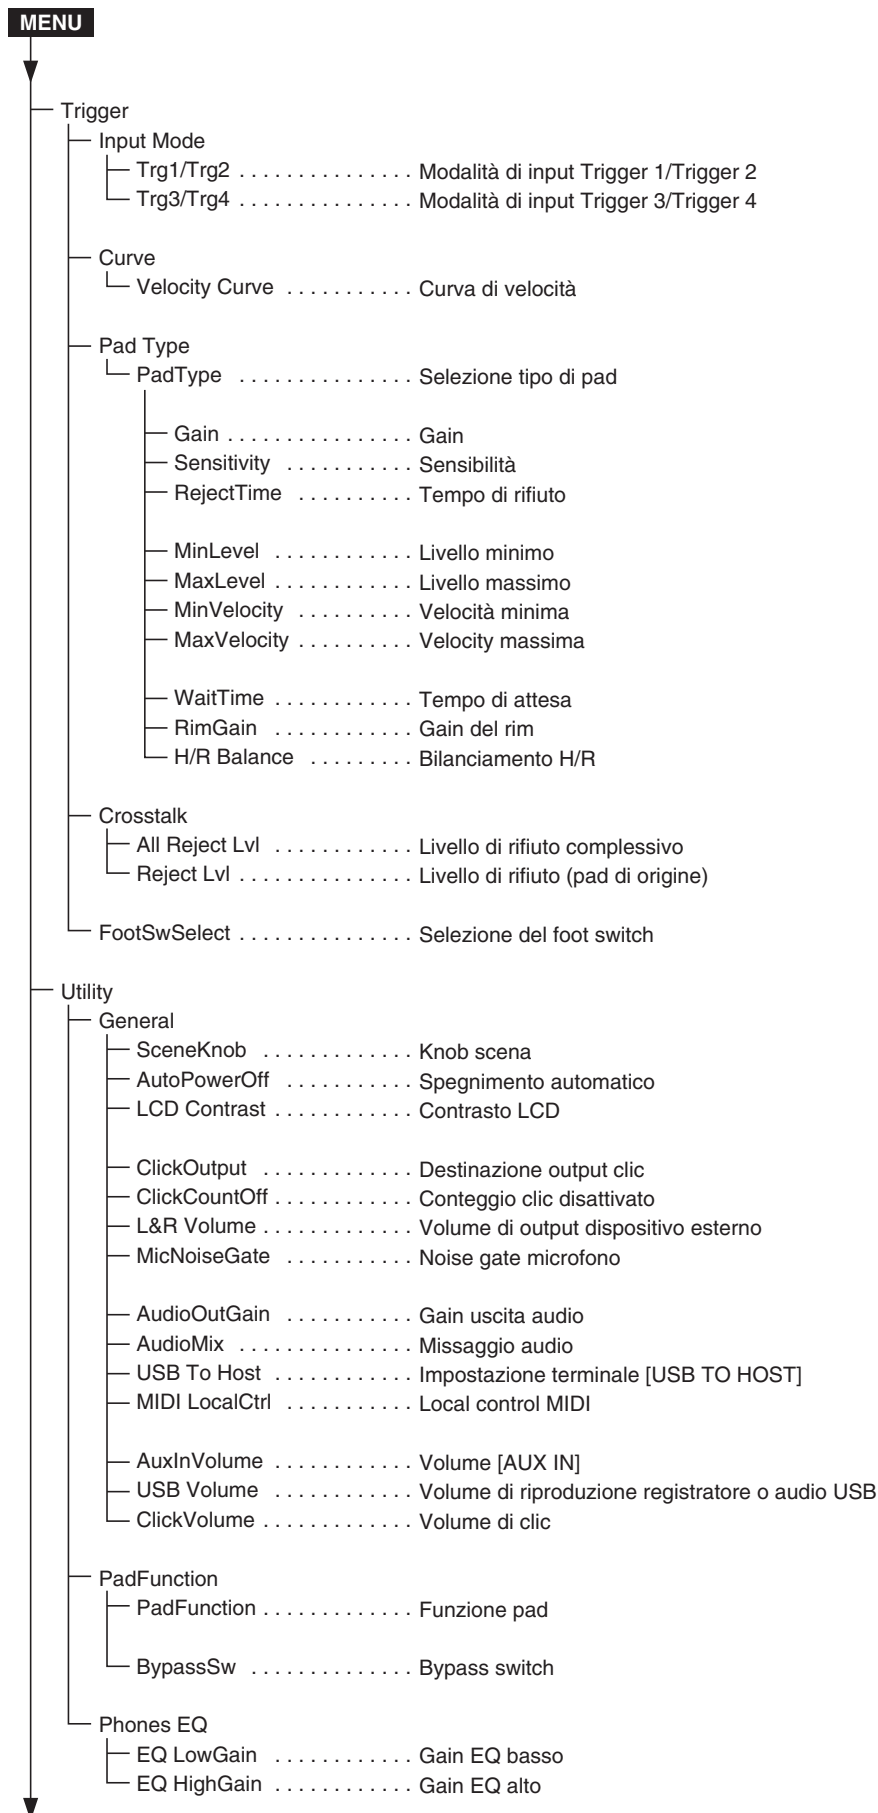 MENU
Trigger
Input Mode
Trg1/Trg2 . . . . . . . . . . . . . . . Modalità di input Trigger 1/Trigger 2
Trg3/Trg4 . . . . . . . . . . . . . . . Modalità di input Trigger 3/Trigger 4
Curve
Velocity Curve . . . . . . . . . . . Curva di velocità
Pad Type
PadType . . . . . . . . . . . . . . . Selezione tipo di pad
Gain . . . . . . . . . . . . . . . . Gain
Sensitivity . . . . . . . . . . . Sensibilità
RejectTime . . . . . . . . . . Tempo di rifiuto
MinLevel . . . . . . . . . . . . Livello minimo
MaxLevel . . . . . . . . . . . . Livello massimo
MinVelocity . . . . . . . . . . Velocità minima
MaxVelocity . . . . . . . . . . Velocity massima
WaitTime . . . . . . . . . . . . Tempo di attesa
RimGain . . . . . . . . . . . . Gain del rim
H/R Balance . . . . . . . . . Bilanciamento H/R
Crosstalk
All Reject Lvl . . . . . . . . . . . . Livello di rifiuto complessivo
Reject Lvl . . . . . . . . . . . . . . . Livello di rifiuto (pad di origine)
FootSwSelect . . . . . . . . . . . . . . . Selezione del foot switch
Utility
General
SceneKnob . . . . . . . . . . . . . Knob scena
AutoPowerOff . . . . . . . . . . . Spegnimento automatico
LCD Contrast . . . . . . . . . . . . Contrasto LCD
ClickOutput . . . . . . . . . . . . . Destinazione output clic
ClickCountOff . . . . . . . . . . . . Conteggio clic disattivato
L&R Volume . . . . . . . . . . . . . Volume di output dispositivo esterno
MicNoiseGate . . . . . . . . . . . Noise gate microfono
AudioOutGain . . . . . . . . . . . Gain uscita audio
AudioMix . . . . . . . . . . . . . . . Missaggio audio
USB To Host . . . . . . . . . . . . Impostazione terminale [USB TO HOST]
MIDI LocalCtrl . . . . . . . . . . . Local control MIDI
AuxInVolume . . . . . . . . . . . . Volume [AUX IN]
USB Volume . . . . . . . . . . . . Volume di riproduzione registratore o audio USB
ClickVolume . . . . . . . . . . . . . Volume di clic
PadFunction
PadFunction . . . . . . . . . . . . . Funzione pad
BypassSw . . . . . . . . . . . . . . Bypass switch
Phones EQ
EQ LowGain . . . . . . . . . . . . Gain EQ basso
EQ HighGain . . . . . . . . . . . . Gain EQ alto